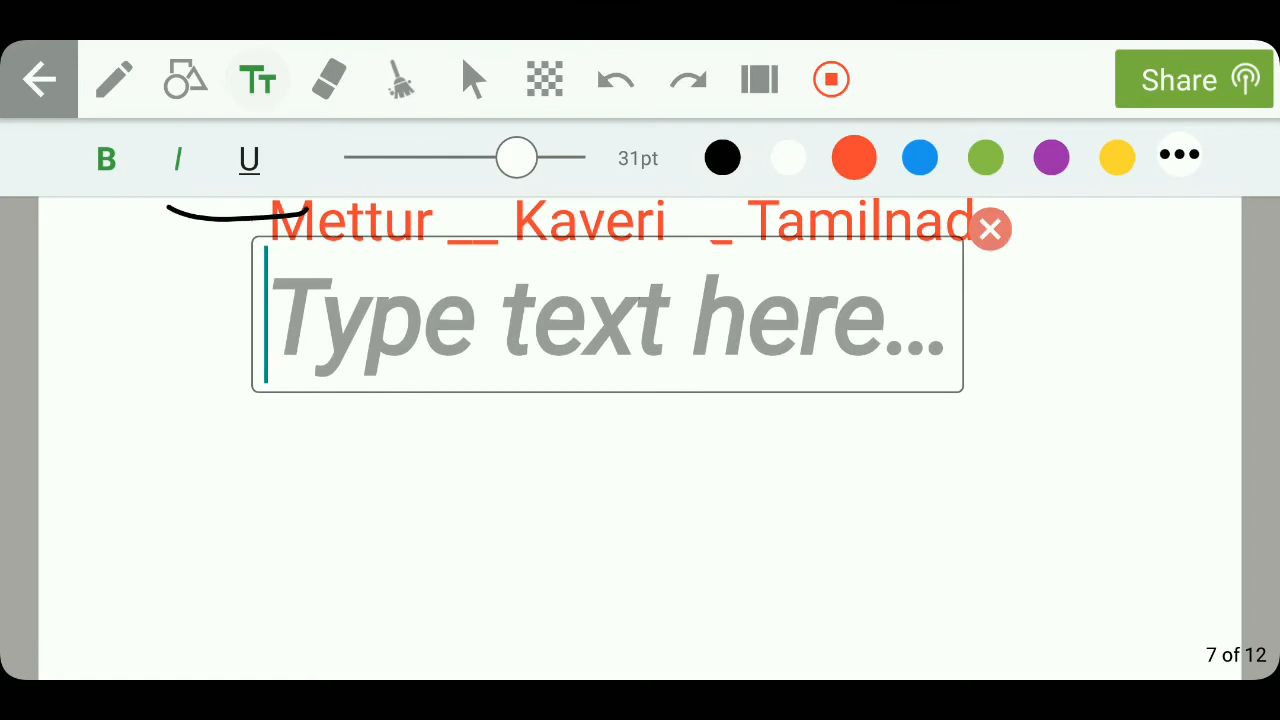 Share
B I U 31pt
Mettur __ Kaveri _ Tamilnad
Type text here...
7 of 12